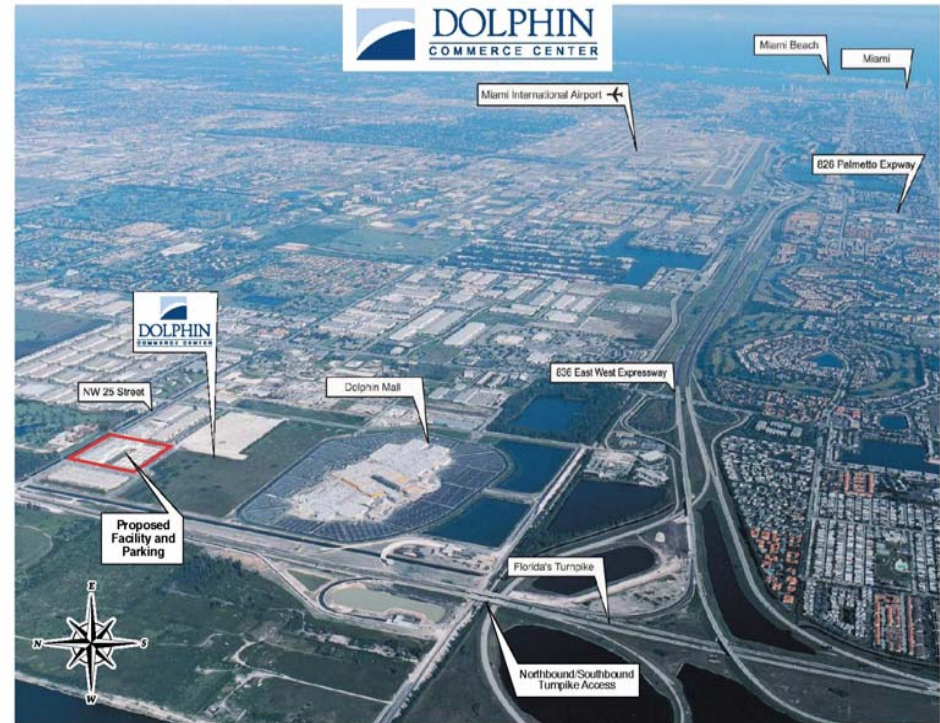 DOLPHIN
COMMERCE CENTER
Miami Beach
Miami
Miami International Airport
826 Palmetto Expway
DOLPHIN
COMMERCE CENTER
NW 25 Street
Dolphin Mall
836 East West Expressway
Proposed
Facility and
Parking
Florida's Turnpike
Northbound/Southbound
Turnpike Access
E
N
S
W